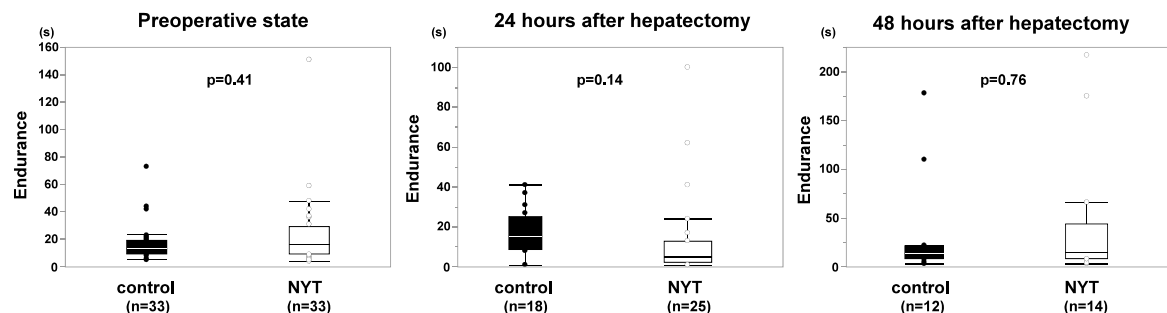 Preoperative state
(s)
160
140
120
100
80
60
40
20
0
Endurance
p=0.41
control
(n=33)
NYT
(n=33)
24 hours after hepatectomy
(s)
100
80
60
40
20
0
Endurance
p=0.14
control
(n=18)
NYT
(n=25)
48 hours after hepatectomy
(s)
200
150
100
50
0
Endurance
p=0.76
control
(n=12)
NYT
(n=14)